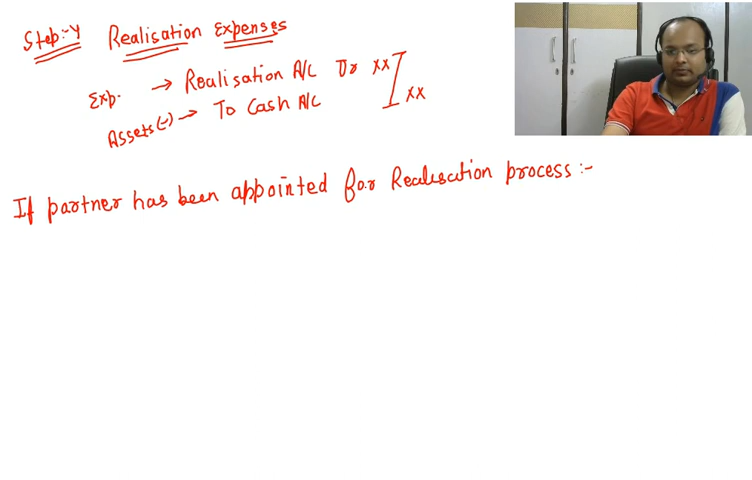 Step:-4 Realisation Expenses
Exp. → Realisation A/C Dr xx
Assets(-) → To Cash A/C xx
If partner has been appointed for Realisation process:-